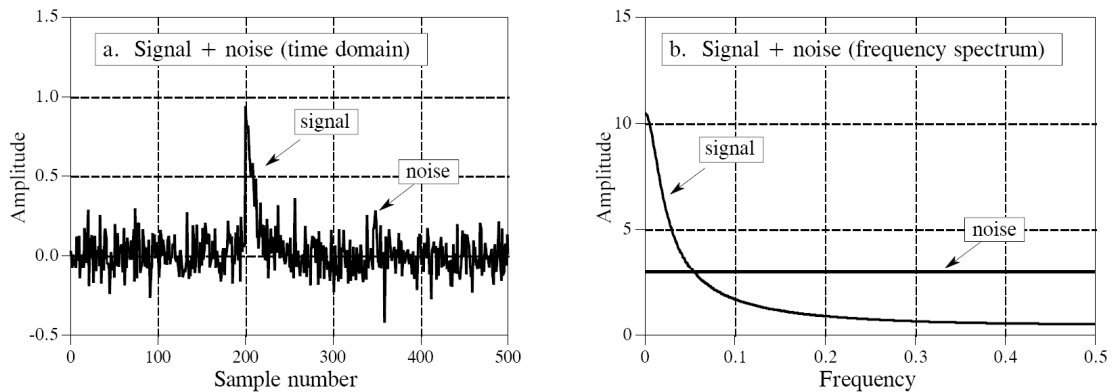 1.5
a. Signal + noise (time domain)
1.0
signal
0.5
noise
0.0
-0.5
0 100 200 300 400 500
Sample number
Amplitude
15
b. Signal + noise (frequency spectrum)
10
signal
5
noise
0
0 0.1 0.2 0.3 0.4 0.5
Frequency
Amplitude